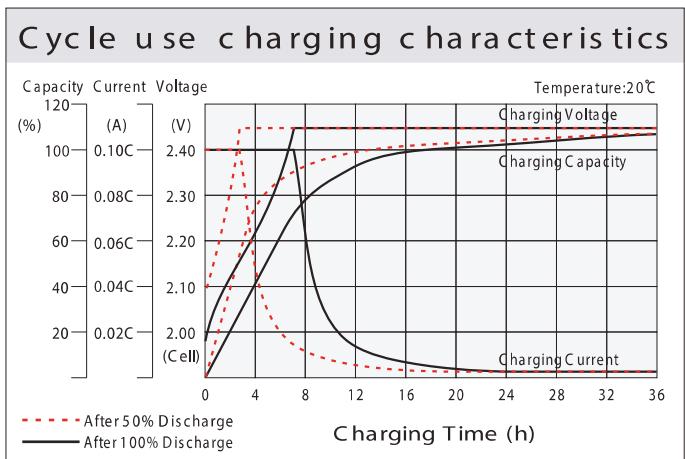 Cycle use charging characteristics
Capacity Current Voltage
Temperature:20℃
120
(%) (A) (V)
Charging Voltage
100 0.10C 2.40
Charging Capacity
80 0.08C 2.30
60 0.06C 2.20
40 0.04C 2.10
20 0.02C 2.00
(Cell)
Charging Current
0 4 8 12 16 20 24 28 32 36
After 50% Discharge
After 100% Discharge
Charging Time (h)